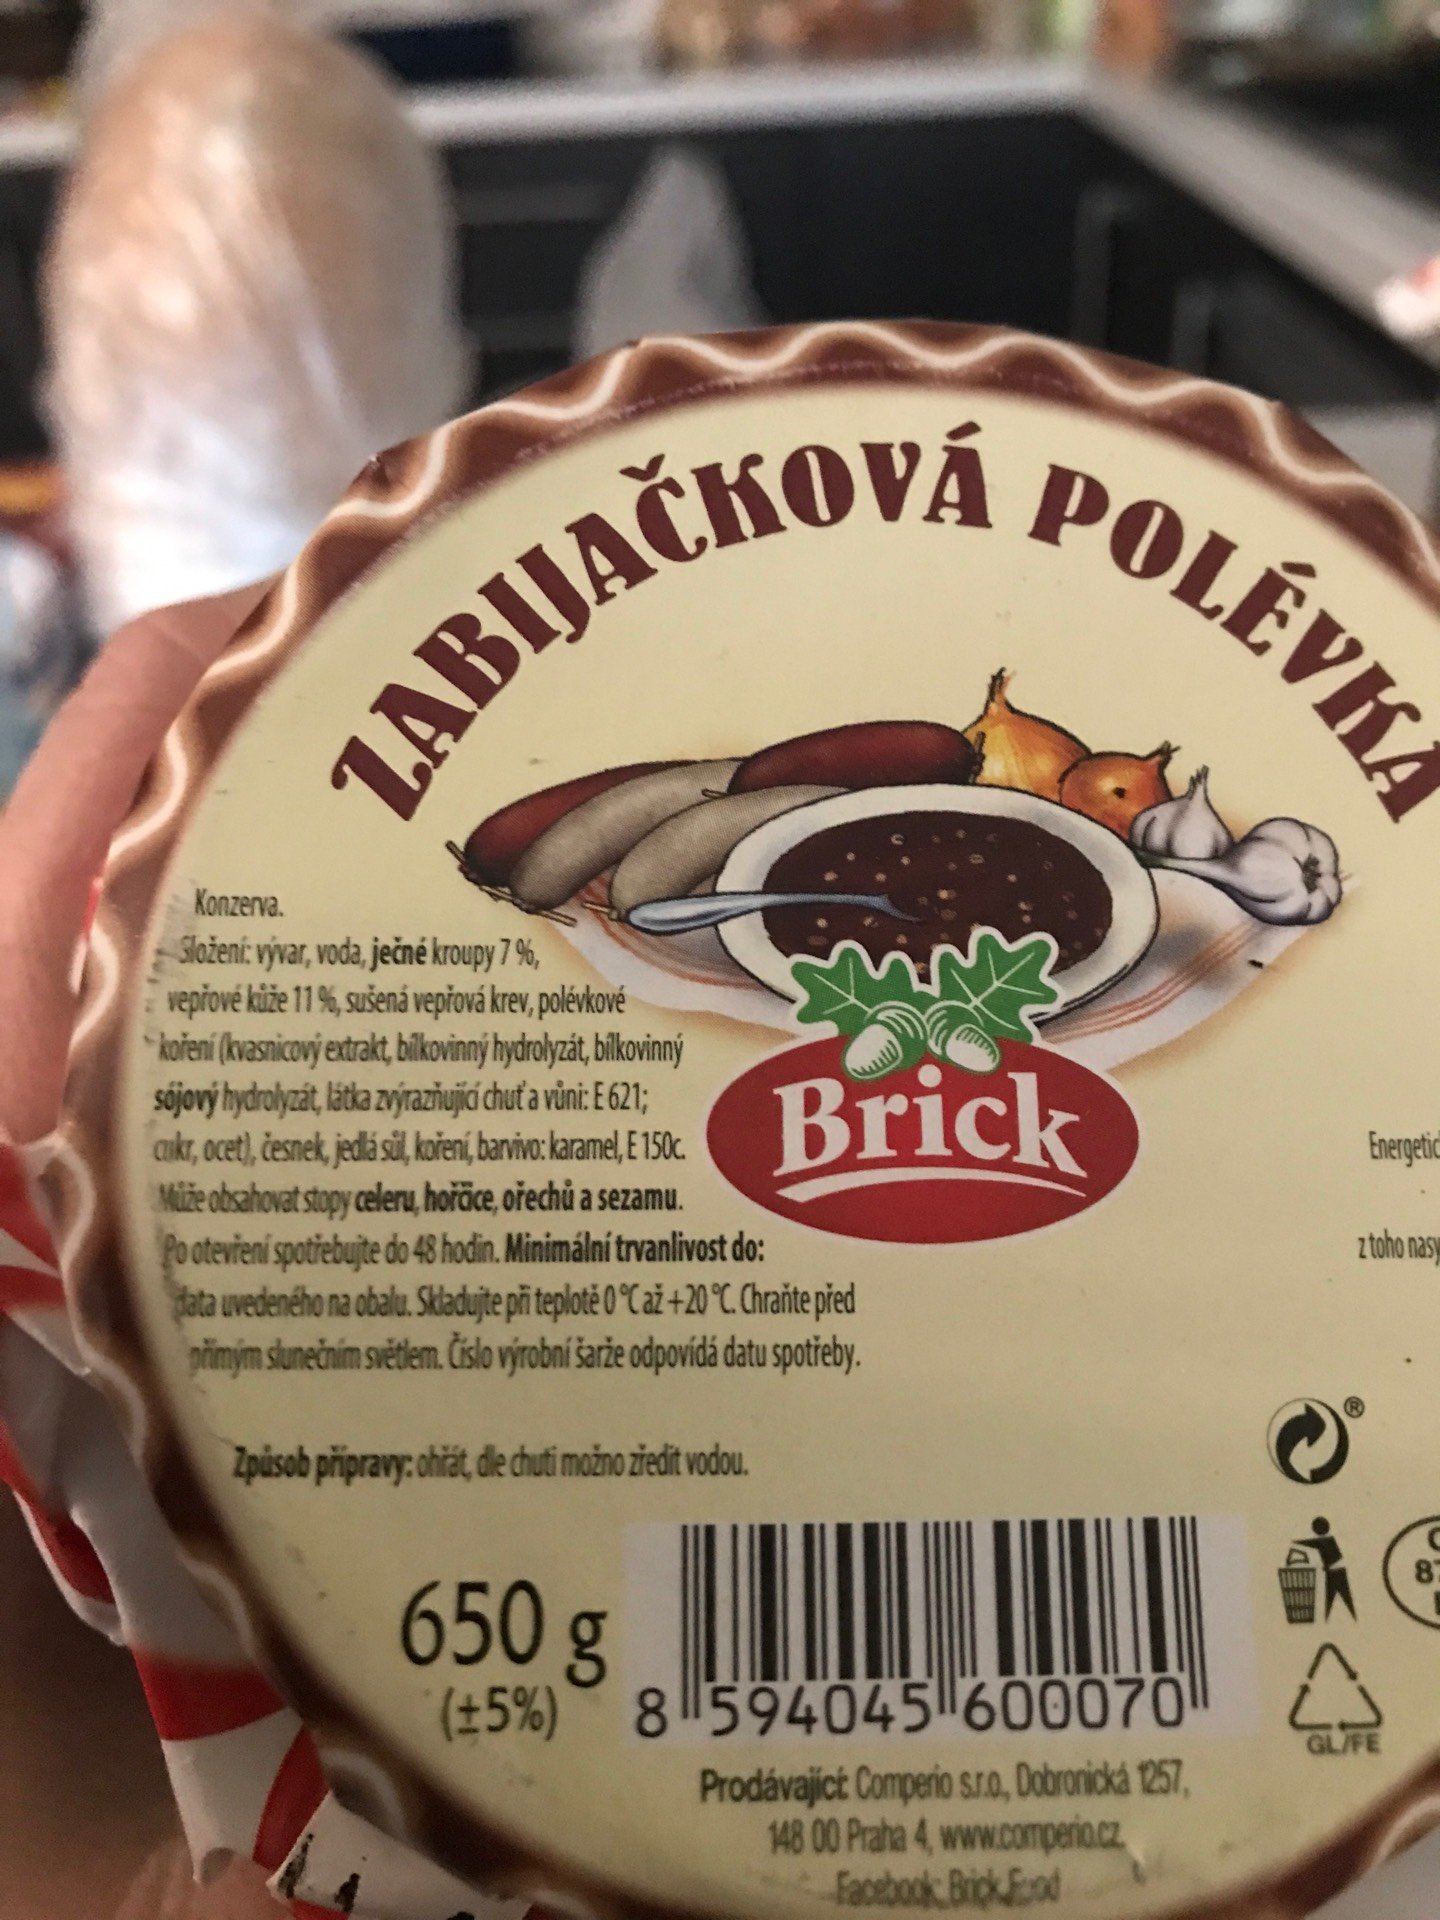 ZABIJAČKOVÁ POLÉVKA
Konzerva.
Složení: vývar, voda, ječné kroupy 7 %,
vepřové kůže 11 %, sušená vepřová krev, polévkové
koření (kvasnicový extrakt, bílkovinný hydrolyzát, bílkovinný
sójový hydrolyzát, látka zvýrazňující chuť a vůni: E 621;
cukr, ocet), česnek, jedlá sůl, koření, barvivo: karamel, E 150c.
Může obsahovat stopy celeru, hořčice, ořechů a sezamu.
Po otevření spotřebujte do 48 hodin. Minimální trvanlivost do:
data uvedeného na obalu. Skladujte při teplotě 0 °C až +20 °C. Chraňte před
přímým slunečním světlem. Číslo výrobní šarže odpovídá datu spotřeby.
Brick
Energetic
z toho nasy
Způsob přípravy: ohřát, dle chuti možno zředit vodou.
®
650 g
(±5%)
8 594045 600070
GL/FE
Prodávající: Comperio s.r.o., Dobronická 1257,
148 00 Praha 4, www.comperio.cz,
Facebook: Brick Food